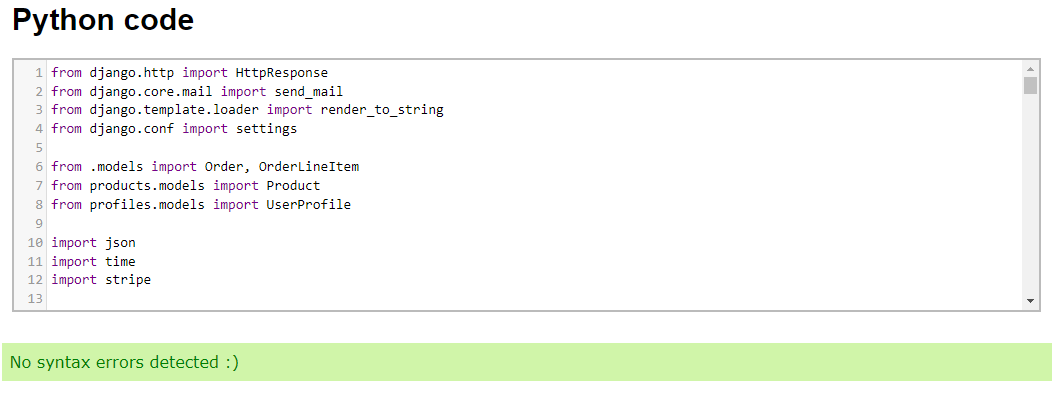 Python code
1 from django.http import HttpResponse
2 from django.core.mail import send_mail
3 from django.template.loader import render_to_string
4 from django.conf import settings
5
6 from .models import Order, OrderLineItem
7 from products.models import Product
8 from profiles.models import UserProfile
9
10 import json
11 import time
12 import stripe
13
No syntax errors detected :)